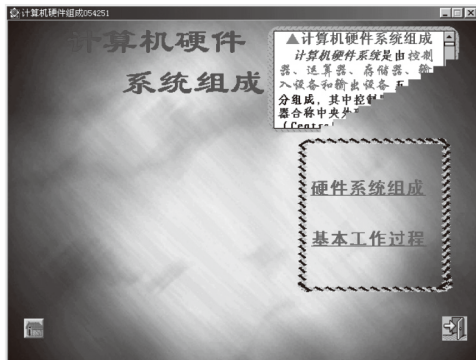 计算机硬件组成054251
计算机硬件
系统组成
▲计算机硬件系统组成
计算机硬件系统是由控制
器、运算器、存储器、输
入设备和输出设备五
分组成，其中控制
器合称中央处
(Centra
硬件系统组成
基本工作过程